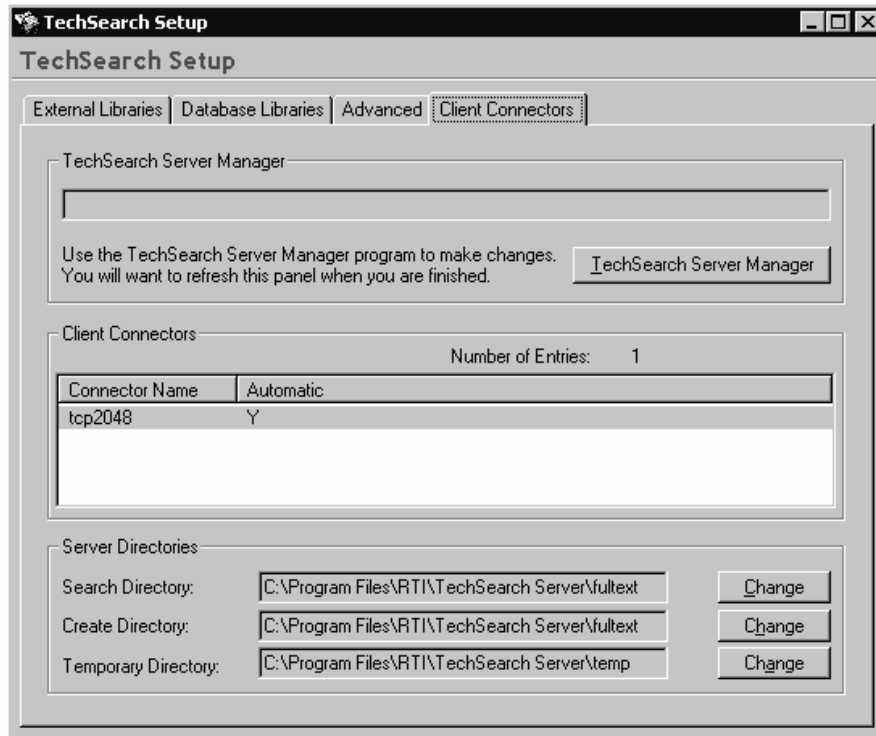 TechSearch Setup
TechSearch Setup
External Libraries Database Libraries Advanced Client Connectors
TechSearch Server Manager
Use the TechSearch Server Manager program to make changes.
You will want to refresh this panel when you are finished.
TechSearch Server Manager
Client Connectors
Number of Entries: 1
Connector Name Automatic
tcp2048 Y
Server Directories
Search Directory: C:\Program Files\RTI\TechSearch Server\fultext Change
Create Directory: C:\Program Files\RTI\TechSearch Server\fultext Change
Temporary Directory: C:\Program Files\RTI\TechSearch Server\temp Change